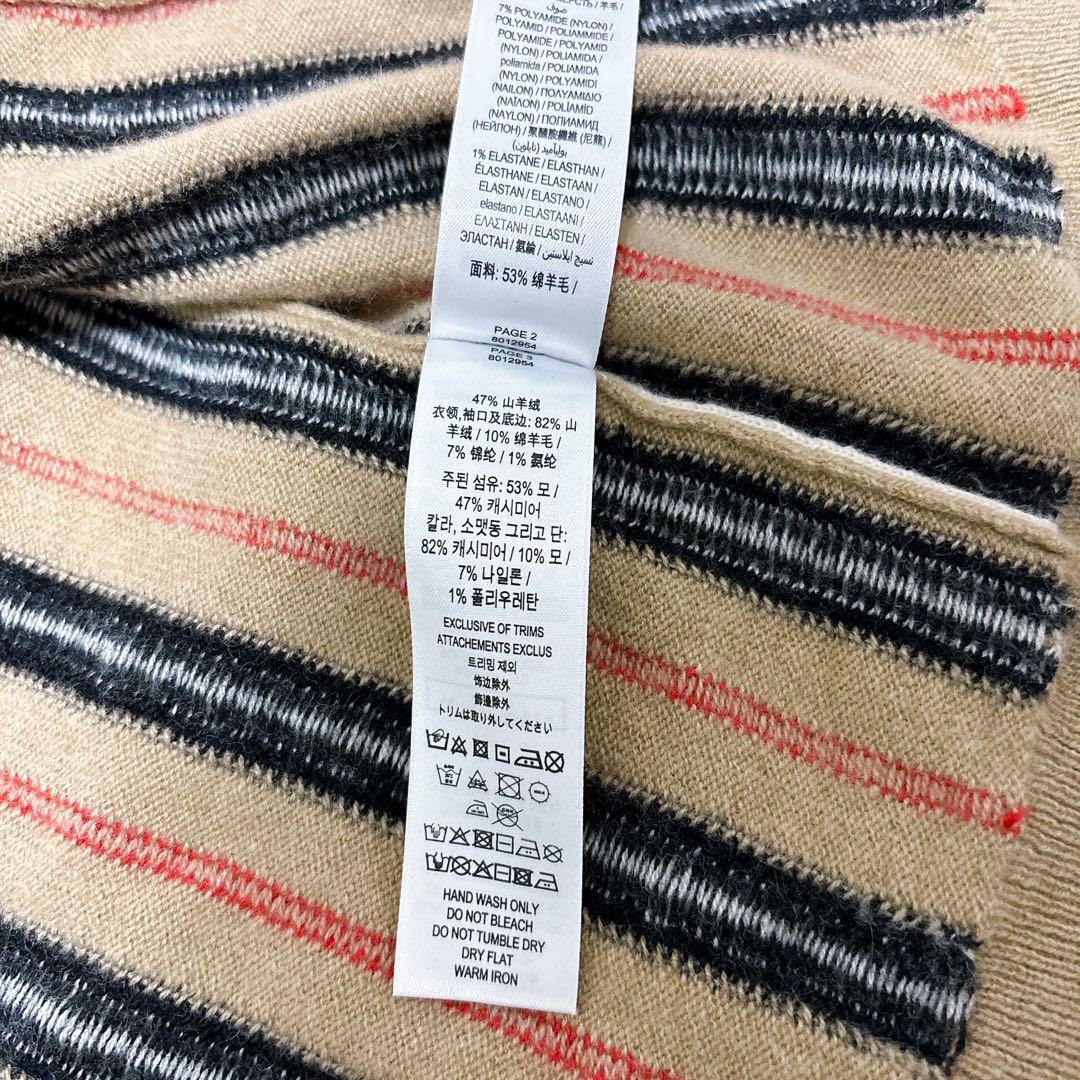 羊毛 /
صوف
7% POLYAMIDE (NYLON) /
POLYAMID / POLIAMMIDE /
POLYAMIDE / POLYAMID
(NYLON) / POLIAMIDA /
poliamida / POLIAMIDA
(NYLON) / POLYAMIDI
(NAILON) / ΠΟΛΥΑΜΙΔΙΟ
(ΝΑΪΛΟΝ) / POLİAMİD
(NAYLON) / ПОЛИАМИД
(НЕЙЛОН) / 聚醯胺纖維 (尼龍) /
بولياميد (نايلون)
1% ELASTANE / ELASTHAN /
ÉLASTHANE / ELASTAAN /
ELASTAN / ELASTANO /
elastano / ELASTAANI /
ΕΛΑΣΤΑΝΗ / ELASTEN /
ЭЛАСТАН / 氨綸 / نسيج ايلاستين
面料: 53% 绵羊毛 /
PAGE 2
8012954
PAGE 3
8012954
47% 山羊绒
衣领,袖口及底边: 82% 山
羊绒 / 10% 绵羊毛 /
7% 锦纶 / 1% 氨纶
주된 섬유: 53% 모 /
47% 캐시미어
칼라, 소맷동 그리고 단:
82% 캐시미어 / 10% 모 /
7% 나일론 /
1% 폴리우레탄
EXCLUSIVE OF TRIMS
ATTACHEMENTS EXCLUS
트리밍 제외
饰边除外
飾邊除外
トリムは取り外してください
HAND WASH ONLY
DO NOT BLEACH
DO NOT TUMBLE DRY
DRY FLAT
WARM IRON